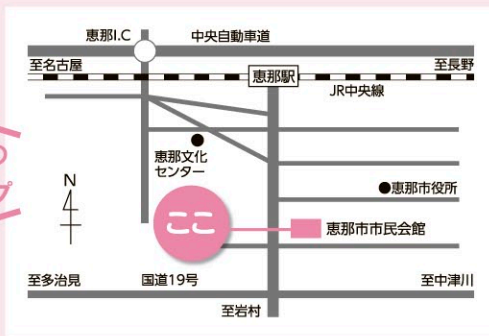 恵那I.C
中央自動車道
至名古屋
恵那駅
至長野
JR中央線
恵那文化
センター
N
恵那市役所
ここ
恵那市市民会館
至多治見
国道19号
至中津川
至岩村